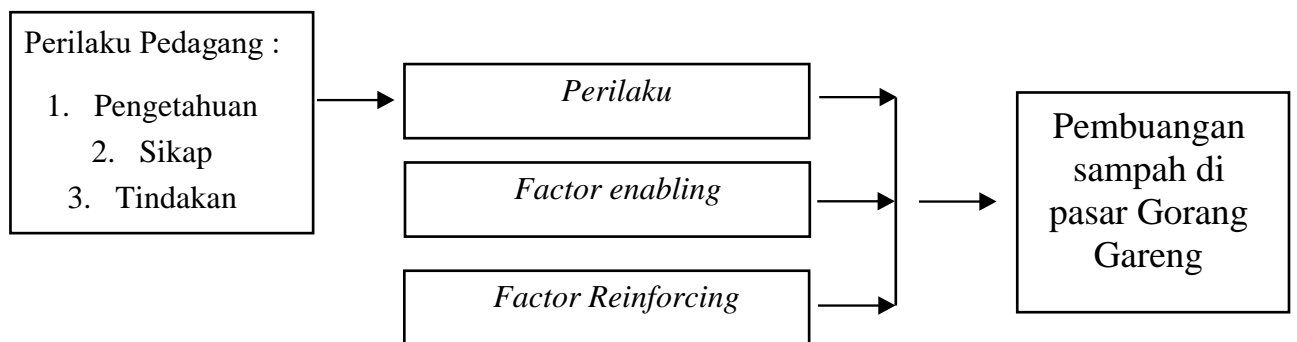 Perilaku Pedagang :
1. Pengetahuan
2. Sikap
3. Tindakan
Perilaku
Factor enabling
Factor Reinforcing
Pembuangan
sampah di
pasar Gorang
Gareng